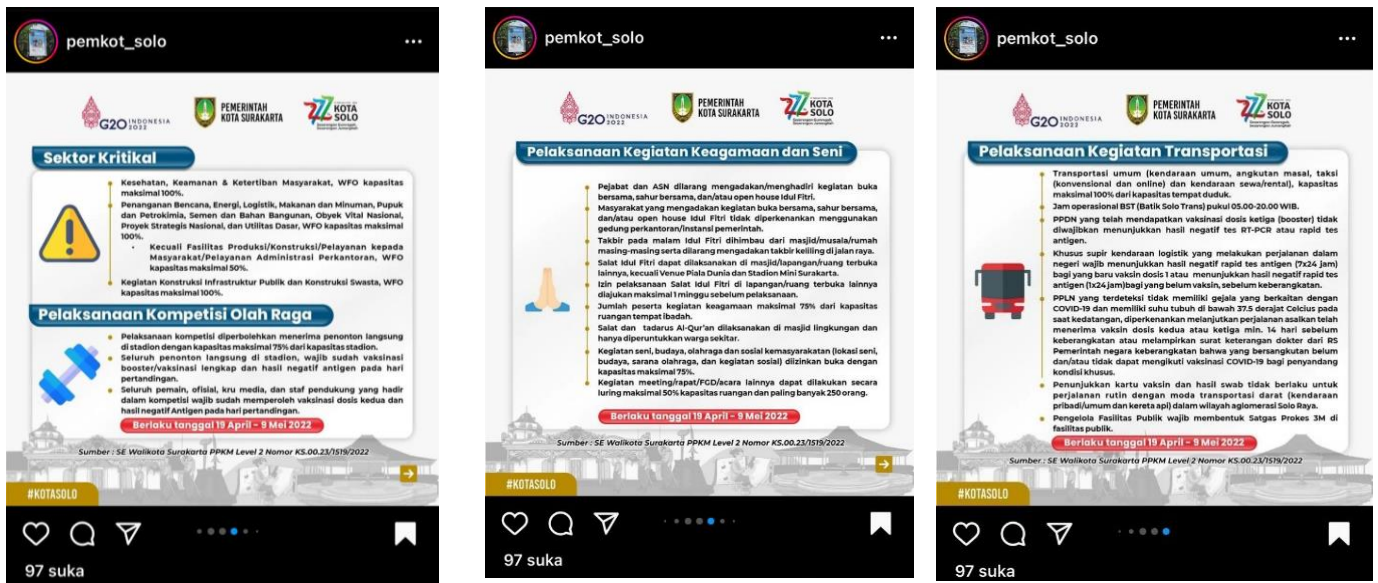 pemkot_solo
G20 INDONESIA 2022
PEMERINTAH
KOTA SURAKARTA
KOTA
SOLO
Sektor Kritikal
Kesehatan, Keamanan & Ketertiban Masyarakat, WFO kapasitas
maksimal 100%.
Penanganan Bencana, Energi, Logistik, Makanan dan Minuman, Pupuk
dan Petrokimia, Semen dan Bahan Bangunan, Obyek Vital Nasional,
Proyek Strategis Nasional, dan Utilitas Dasar, WFO kapasitas maksimal
100%.
Kecuali Fasilitas Produksi/Konstruksi/Pelayanan kepada
Masyarakat/Pelayanan Administrasi Perkantoran, WFO
kapasitas maksimal 50%.
Kegiatan Konstruksi Infrastruktur Publik dan Konstruksi Swasta, WFO
kapasitas maksimal 100%.
Pelaksanaan Kompetisi Olah Raga
Pelaksanaan kompetisi diperbolehkan menerima penonton langsung
di stadion dengan kapasitas maksimal 75% dari kapasitas stadion.
Seluruh penonton langsung di stadion, wajib sudah vaksinasi
booster/vaksinasi lengkap dan hasil negatif antigen pada hari
pertandingan.
Seluruh pemain, ofisial, kru media, dan staf pendukung yang hadir
dalam kompetisi wajib sudah memperoleh vaksinasi dosis kedua dan
hasil negatif Antigen pada hari pertandingan.
Berlaku tanggal 19 April - 9 Mei 2022
Sumber : SE Walikota Surakarta PPKM Level 2 Nomor KS.00.23/1519/2022
#KOTASOLO
97 suka
pemkot_solo
G20 INDONESIA 2022
PEMERINTAH
KOTA SURAKARTA
KOTA
SOLO
Pelaksanaan Kegiatan Keagamaan dan Seni
Pejabat dan ASN dilarang mengadakan/menghadiri kegiatan buka
bersama, sahur bersama, dan/atau open house Idul Fitri.
Masyarakat yang mengadakan kegiatan buka bersama, sahur bersama,
dan/atau open house Idul Fitri tidak diperkenankan menggunakan
gedung perkantoran/instansi pemerintah.
Takbir pada malam Idul Fitri dihimbau dari masjid/musala/rumah
masing-masing serta dilarang mengadakan takbir keliling di jalan raya.
Salat Idul Fitri dapat dilaksanakan di masjid/lapangan/ruang terbuka
lainnya, kecuali Venue Piala Dunia dan Stadion Mini Surakarta.
Izin pelaksanaan Salat Idul Fitri di lapangan/ruang terbuka lainnya
diajukan maksimal 1 minggu sebelum pelaksanaan.
Jumlah peserta kegiatan keagamaan maksimal 75% dari kapasitas
ruangan tempat ibadah.
Salat dan tadarus Al-Qur'an dilaksanakan di masjid lingkungan dan
hanya diperuntukkan warga sekitar.
Kegiatan seni, budaya, olahraga dan sosial kemasyarakatan (lokasi seni,
budaya, sarana olahraga, dan kegiatan sosial) diizinkan buka dengan
kapasitas maksimal 75%.
Kegiatan meeting/rapat/FGD/acara lainnya dapat dilakukan secara
luring maksimal 50% kapasitas ruangan dan paling banyak 250 orang.
Berlaku tanggal 19 April - 9 Mei 2022
Sumber : SE Walikota Surakarta PPKM Level 2 Nomor KS.00.23/1519/2022
#KOTASOLO
97 suka
pemkot_solo
G20 INDONESIA 2022
PEMERINTAH
KOTA SURAKARTA
KOTA
SOLO
Pelaksanaan Kegiatan Transportasi
Transportasi umum (kendaraan umum, angkutan masal, taksi
(konvensional dan online) dan kendaraan sewa/rental), kapasitas
maksimal 100% dari kapasitas tempat duduk.
Jam operasional BST (Batik Solo Trans) pukul 05.00-20.00 WIB.
PPDN yang telah mendapatkan vaksinasi dosis ketiga (booster) tidak
diwajibkan menunjukkan hasil negatif tes RT-PCR atau rapid tes
antigen.
Khusus supir kendaraan logistik yang melakukan perjalanan dalam
negeri wajib menunjukkan hasil negatif rapid tes antigen (7x24 jam)
bagi yang baru vaksin dosis 1 atau menunjukkan hasil negatif rapid tes
antigen (1x24 jam)bagi yang belum vaksin, sebelum keberangkatan.
PPLN yang terdeteksi tidak memiliki gejala yang berkaitan dengan
COVID-19 dan memiliki suhu tubuh di bawah 37.5 derajat Celcius pada
saat kedatangan, diperkenankan melanjutkan perjalanan asalkan telah
menerima vaksin dosis kedua atau ketiga min. 14 hari sebelum
keberangkatan atau melampirkan surat keterangan dokter dari RS
Pemerintah negara keberangkatan bahwa yang bersangkutan belum
dan/atau tidak dapat mengikuti vaksinasi COVID-19 bagi penyandang
kondisi khusus.
Penunjukkan kartu vaksin dan hasil swab tidak berlaku untuk
perjalanan rutin dengan moda transportasi darat (kendaraan
pribadi/umum dan kereta api) dalam wilayah aglomerasi Solo Raya.
Pengelola Fasilitas Publik wajib membentuk Satgas Prokes 3M di
fasilitas publik.
Berlaku tanggal 19 April - 9 Mei 2022
Sumber : SE Walikota Surakarta PPKM Level 2 Nomor KS.00.23/1519/2022
#KOTASOLO
97 suka